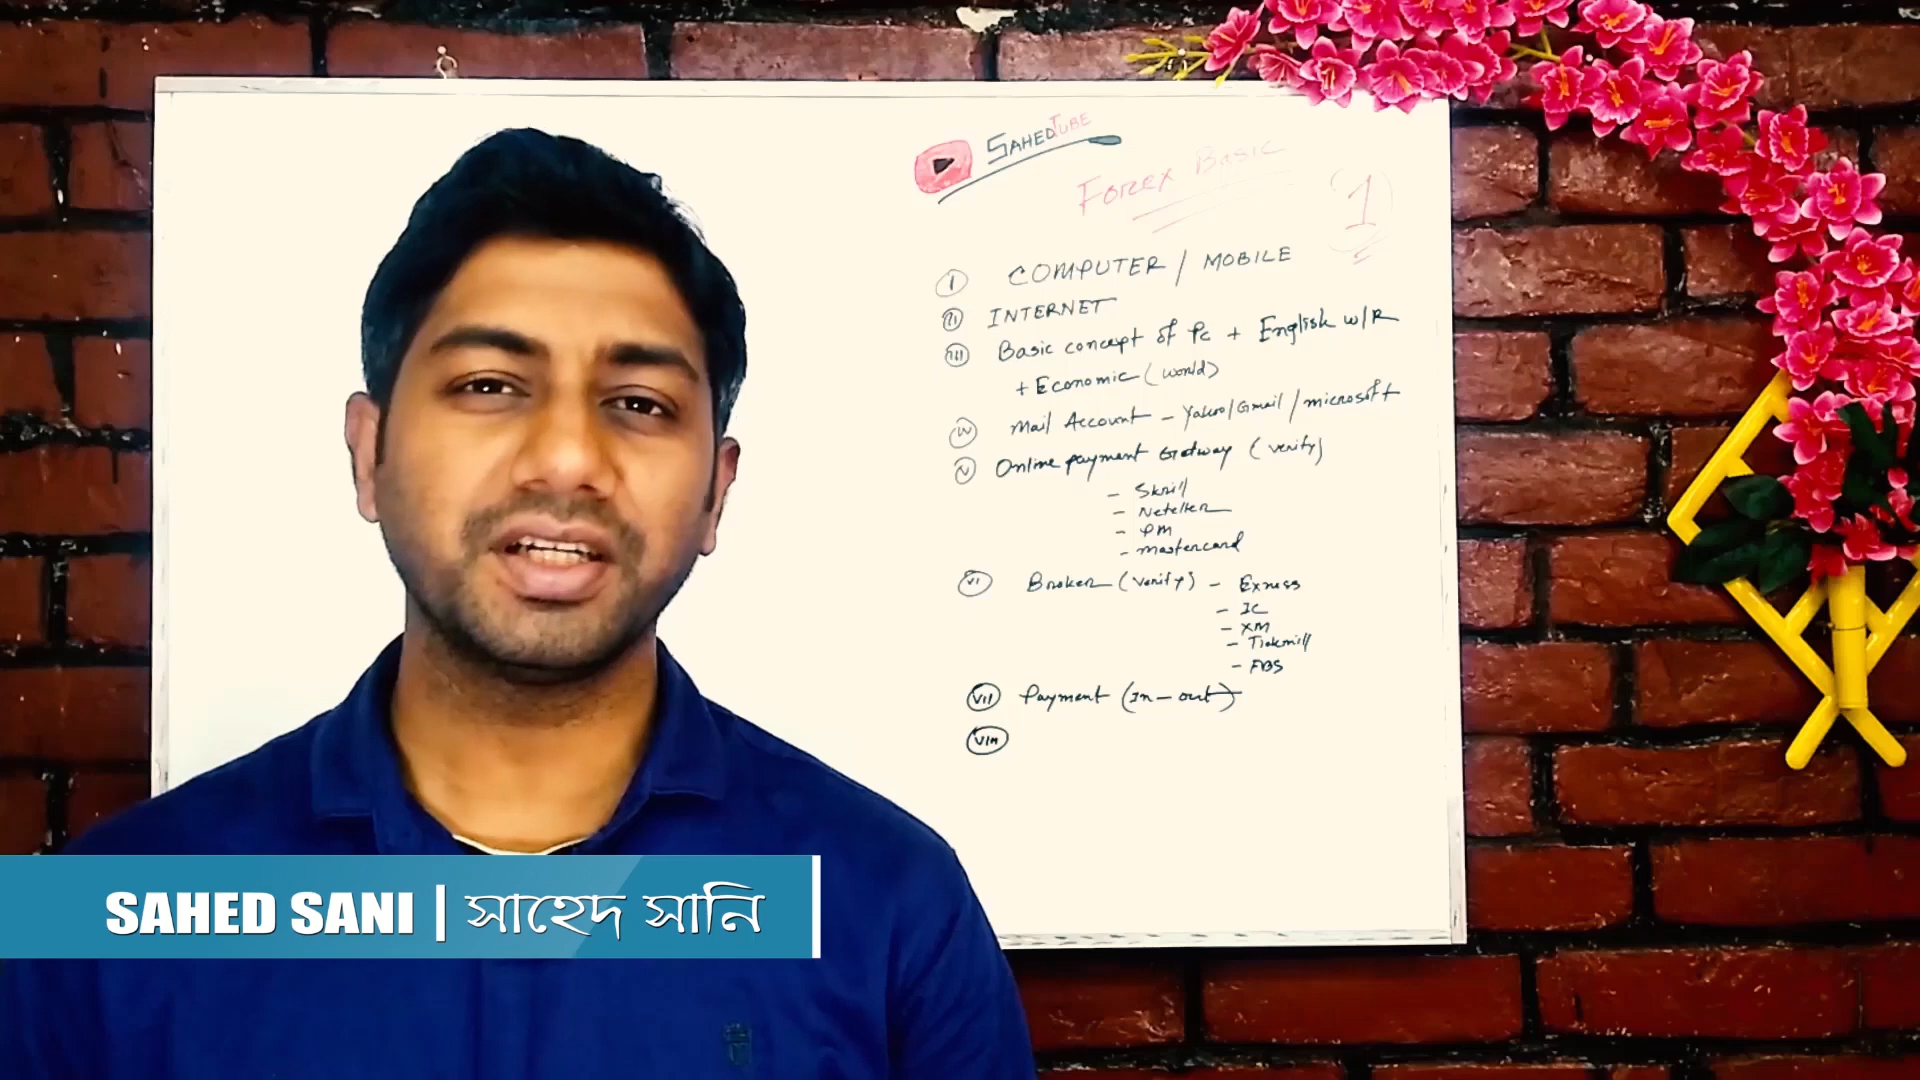 SAHEDTUBE
Forex Basic
1
I COMPUTER / MOBILE
II INTERNET
III Basic concept of Pc + English w/R
+ Economic (world)
IV Mail Account - Yahoo/Gmail/microsoft
V Online payment Getway (verify)
- Skrill
- Neteller
- PM
- mastercard
VI Broker (verify) - Exness
- IC
- XM
- Tickmill
- FBS
VII Payment (In-out)
VIII
SAHED SANI | সাহেদ সানি